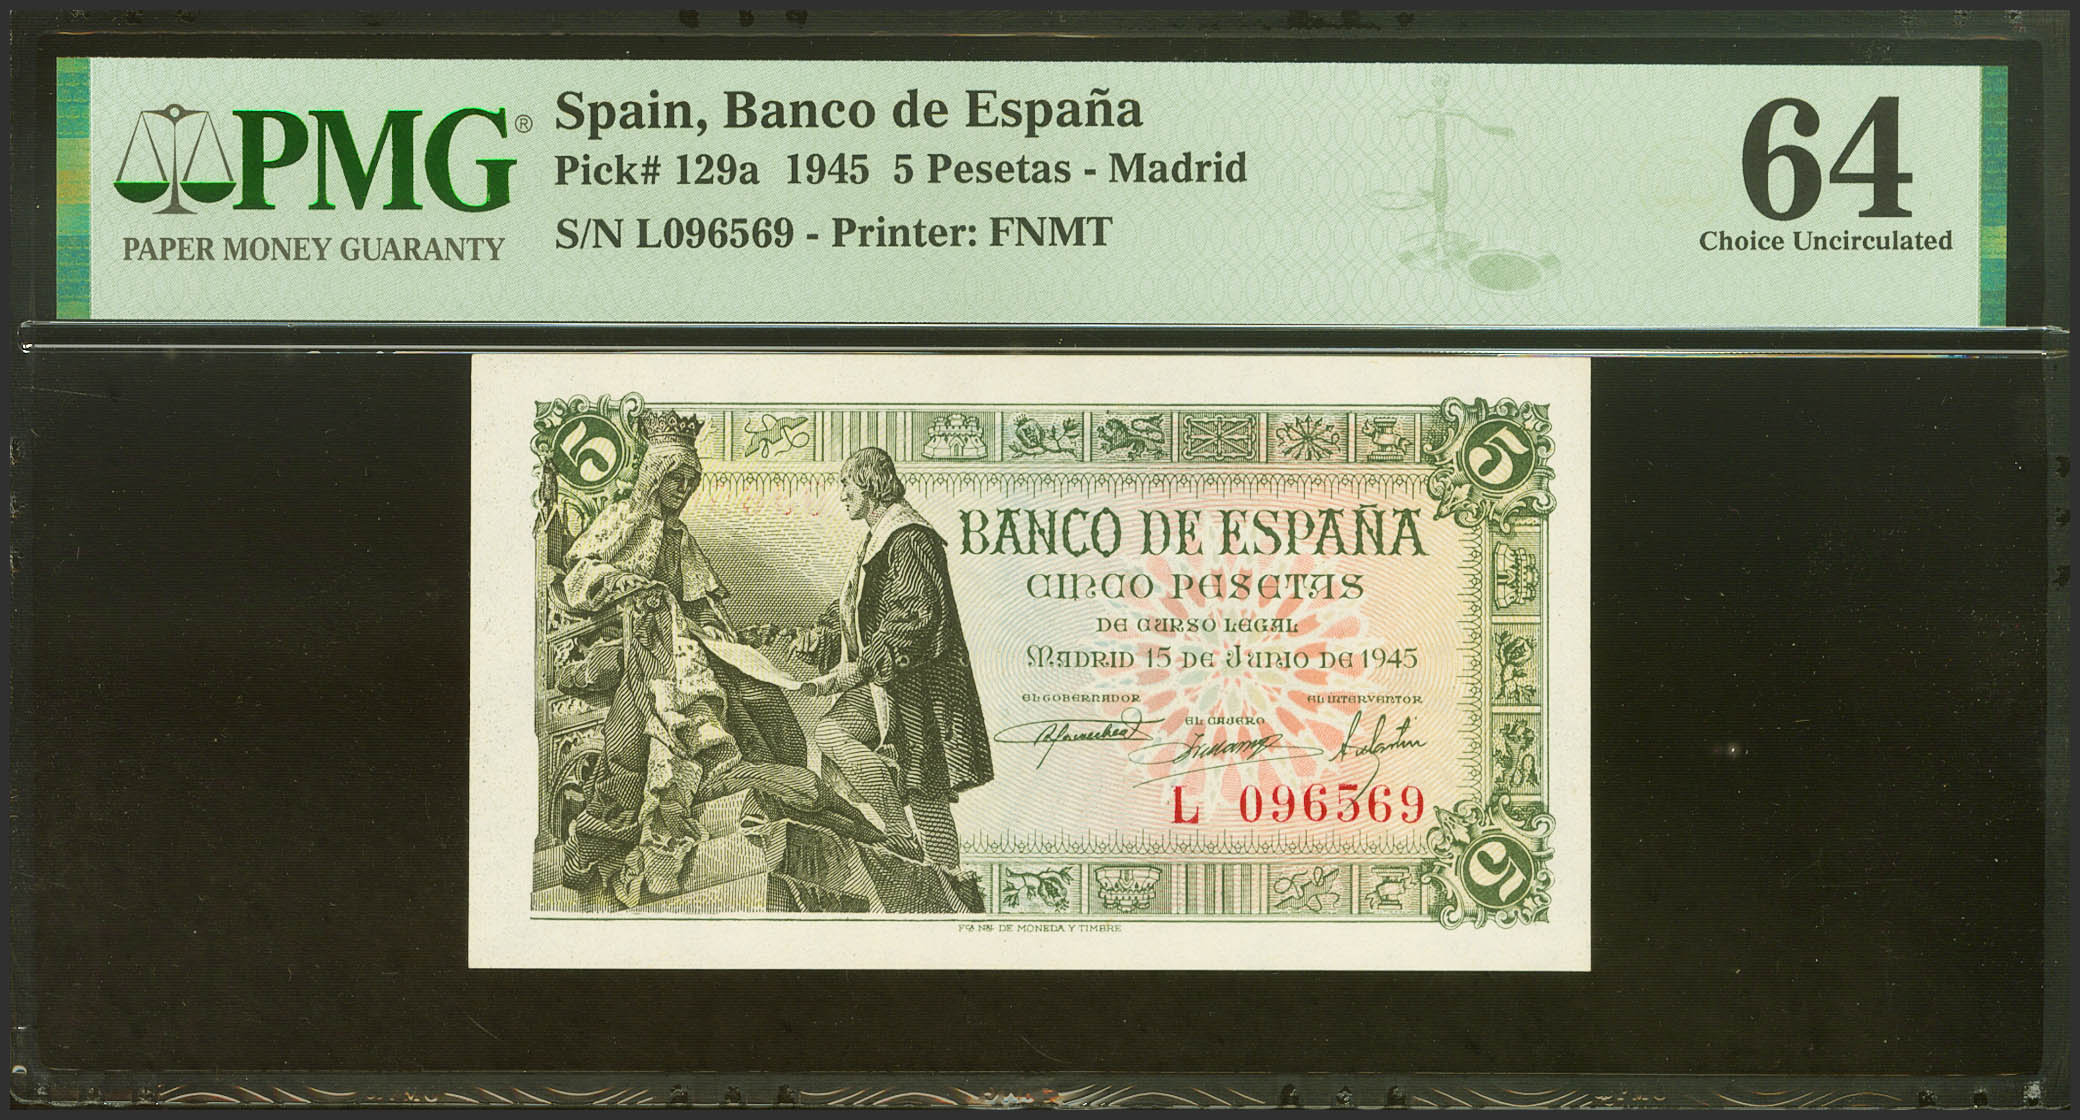 PMG®
PAPER MONEY GUARANTY
Spain, Banco de España
Pick# 129a 1945 5 Pesetas - Madrid
S/N L096569 - Printer: FNMT
64
Choice Uncirculated
5
5
BANCO DE ESPAÑA
CINCO PESETAS
DE CURSO LEGAL
MADRID 15 DE JUNIO DE 1945
EL GOBERNADOR
EL INTERVENTOR
EL CAJERO
L 096569
5
FCA NAL DE MONEDA Y TIMBRE